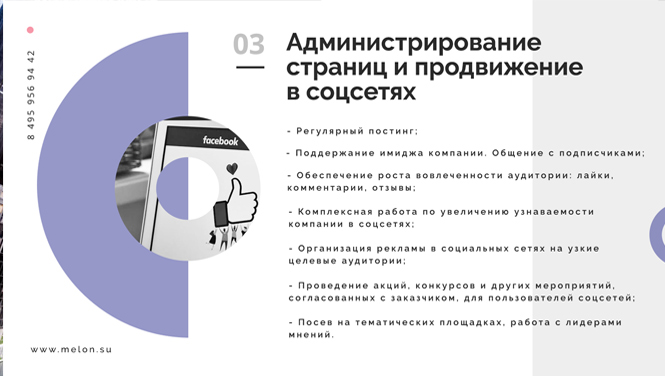 8 495 956 94 42
03
Администрирование
страниц и продвижение
в соцсетях
facebook
- Регулярный постинг;
- Поддержание имиджа компании. Общение с подписчиками;
- Обеспечение роста вовлеченности аудитории: лайки,
комментарии, отзывы;
- Комплексная работа по увеличению узнаваемости
компании в соцсетях;
- Организация рекламы в социальных сетях на узкие
целевые аудитории;
- Проведение акций, конкурсов и других мероприятий,
согласованных с заказчиком, для пользователей соцсетей;
- Посев на тематических площадках, работа с лидерами
мнений.
www.melon.su